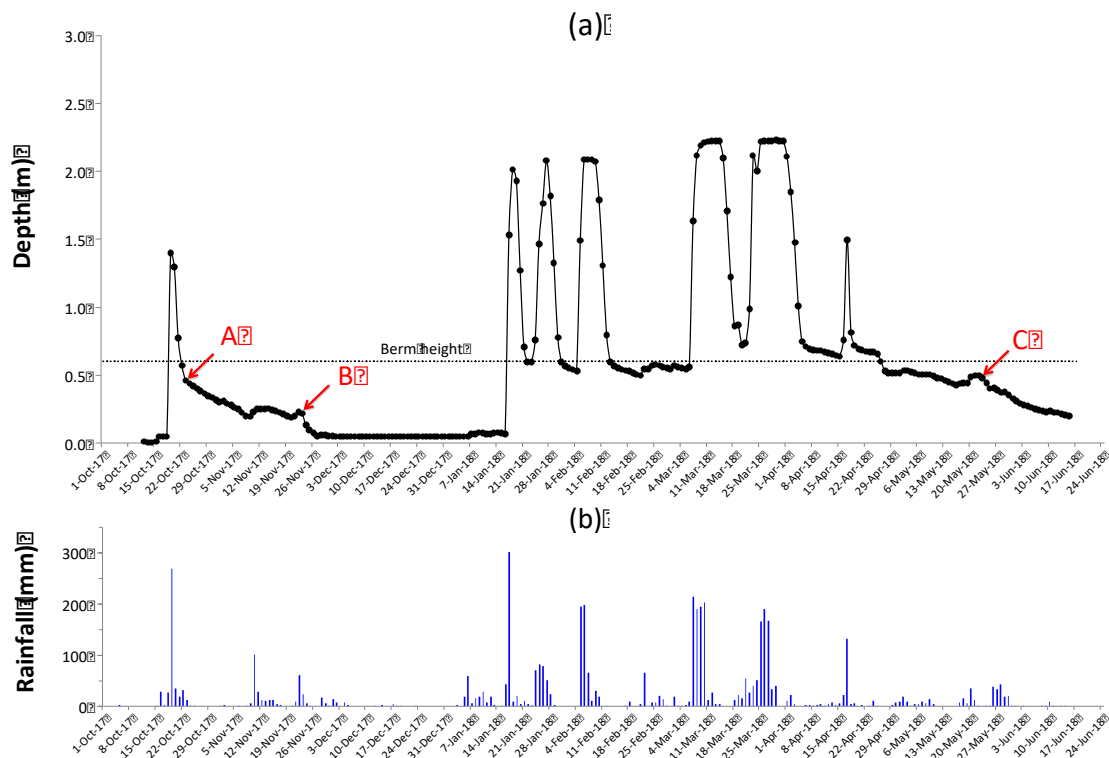 (a)
3.0
2.5
2.0
1.5
1.0
0.5
0.0
Depth (m)
A
B
C
Berm height
1-Oct-17 8-Oct-17 15-Oct-17 22-Oct-17 29-Oct-17 5-Nov-17 12-Nov-17 19-Nov-17 26-Nov-17 3-Dec-17 10-Dec-17 17-Dec-17 24-Dec-17 31-Dec-17 7-Jan-18 14-Jan-18 21-Jan-18 28-Jan-18 4-Feb-18 11-Feb-18 18-Feb-18 25-Feb-18 4-Mar-18 11-Mar-18 18-Mar-18 25-Mar-18 1-Apr-18 8-Apr-18 15-Apr-18 22-Apr-18 29-Apr-18 6-May-18 13-May-18 20-May-18 27-May-18 3-Jun-18 10-Jun-18 17-Jun-18 24-Jun-18
(b)
300
200
100
0
Rainfall (mm)
1-Oct-17 8-Oct-17 15-Oct-17 22-Oct-17 29-Oct-17 5-Nov-17 12-Nov-17 19-Nov-17 26-Nov-17 3-Dec-17 10-Dec-17 17-Dec-17 24-Dec-17 31-Dec-17 7-Jan-18 14-Jan-18 21-Jan-18 28-Jan-18 4-Feb-18 11-Feb-18 18-Feb-18 25-Feb-18 4-Mar-18 11-Mar-18 18-Mar-18 25-Mar-18 1-Apr-18 8-Apr-18 15-Apr-18 22-Apr-18 29-Apr-18 6-May-18 13-May-18 20-May-18 27-May-18 3-Jun-18 10-Jun-18 17-Jun-18 24-Jun-18